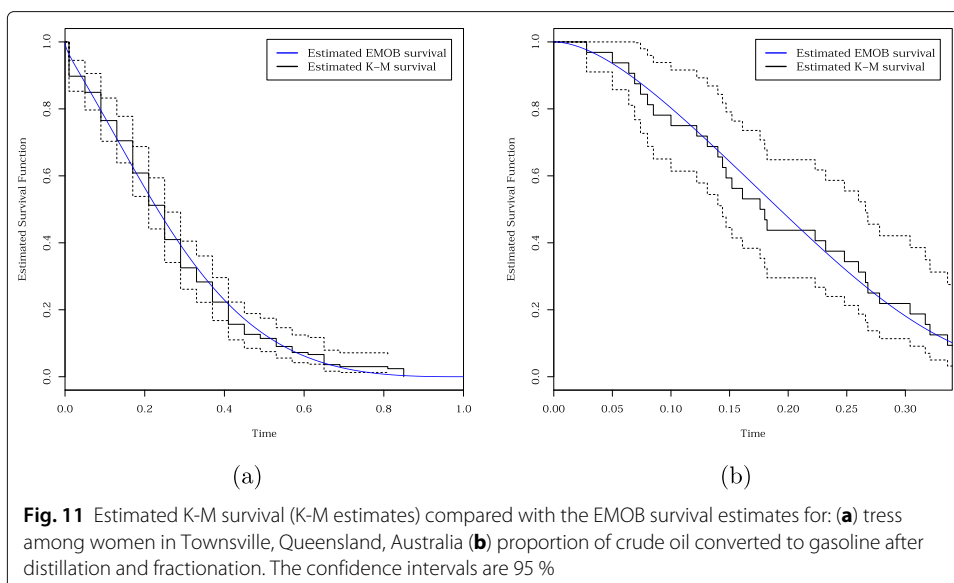 Estimated EMOB survival
Estimated K–M survival
Estimated Survival Function
0.0 0.2 0.4 0.6 0.8 1.0
0.0 0.2 0.4 0.6 0.8 1.0
Time
(a)
Estimated EMOB survival
Estimated K–M survival
Estimated Survival Function
0.0 0.2 0.4 0.6 0.8 1.0
0.00 0.05 0.10 0.15 0.20 0.25 0.30
Time
(b)
Fig. 11 Estimated K-M survival (K-M estimates) compared with the EMOB survival estimates for: (a) tress
among women in Townsville, Queensland, Australia (b) proportion of crude oil converted to gasoline after
distillation and fractionation. The confidence intervals are 95 %